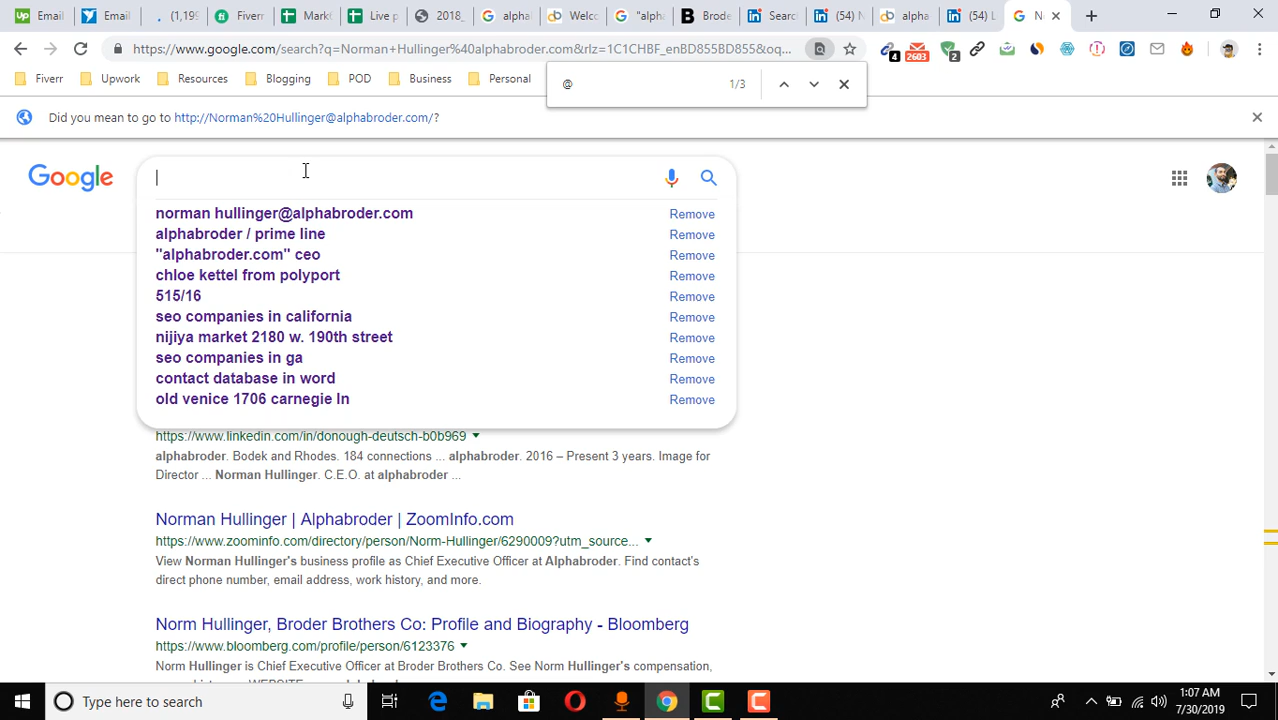 Email
Email
(1,199
Fiverr
Mark
Live p
20
alpha
Welc
"alph
Brode
Searc
(54) N
alpha
(54) L
N
https://www.google.com/search?q=Norman+Hullinger%40alphabroder.com&rlz=1C1CHBF_enBD855BD855&oq...
4
2603
2
Fiverr
Upwork
Resources
Blogging
POD
Business
Personal
@
1/3
Did you mean to go to http://Norman%20Hullinger@alphabroder.com/?
Google
norman hullinger@alphabroder.com Remove
alphabroder / prime line Remove
"alphabroder.com" ceo Remove
chloe kettel from polyport Remove
515/16 Remove
seo companies in california Remove
nijiya market 2180 w. 190th street Remove
seo companies in ga Remove
contact database in word Remove
old venice 1706 carnegie ln Remove
https://www.linkedin.com/in/donough-deutsch-b0b969
alphabroder. Bodek and Rhodes. 184 connections ... alphabroder. 2016 – Present 3 years. Image for
Director ... Norman Hullinger. C.E.O. at alphabroder ...
Norman Hullinger | Alphabroder | ZoomInfo.com
https://www.zoominfo.com/directory/person/Norm-Hullinger/6290009?utm_source...
View Norman Hullinger's business profile as Chief Executive Officer at Alphabroder. Find contact's
direct phone number, email address, work history, and more.
Norm Hullinger, Broder Brothers Co: Profile and Biography - Bloomberg
https://www.bloomberg.com/profile/person/6123376
Norm Hullinger is Chief Executive Officer at Broder Brothers Co. See Norm Hullinger's compensation,
Type here to search
1:07 AM
7/30/2019